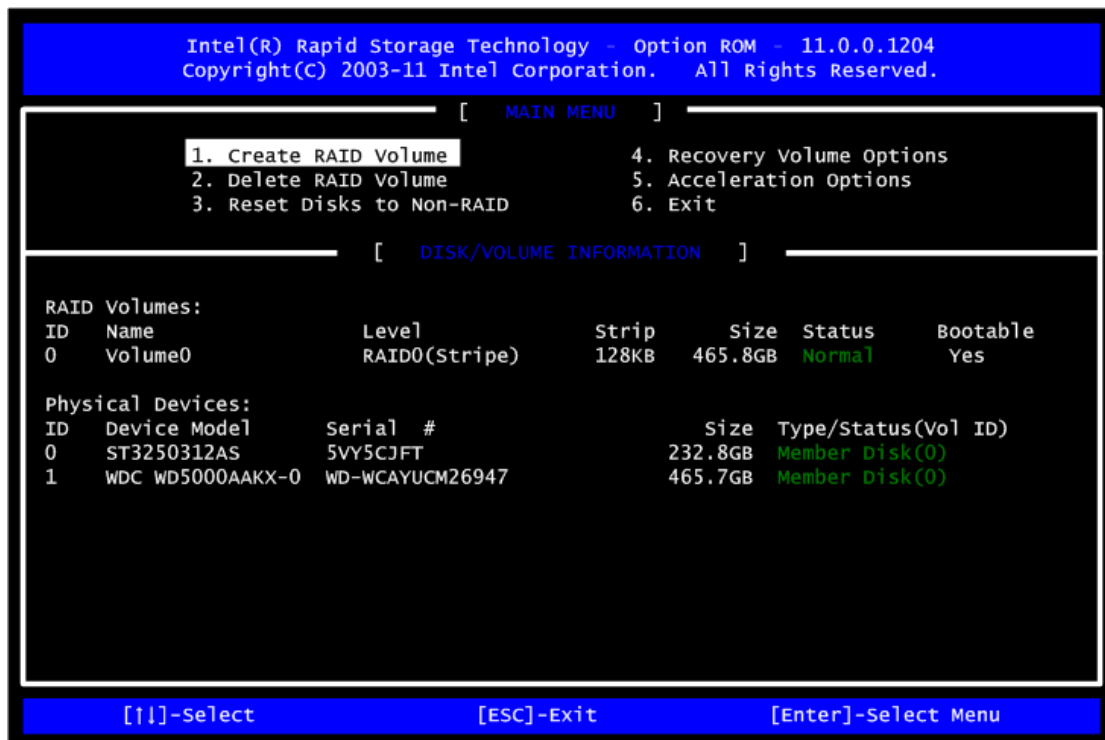 Intel(R) Rapid Storage Technology - Option ROM - 11.0.0.1204
Copyright(C) 2003-11 Intel Corporation. All Rights Reserved.
[ MAIN MENU ]
1. Create RAID Volume 4. Recovery Volume Options
2. Delete RAID Volume 5. Acceleration Options
3. Reset Disks to Non-RAID 6. Exit
[ DISK/VOLUME INFORMATION ]
RAID Volumes:
ID Name Level Strip Size Status Bootable
0 Volume0 RAID0(Stripe) 128KB 465.8GB Normal Yes
Physical Devices:
ID Device Model Serial # Size Type/Status(Vol ID)
0 ST3250312AS 5VY5CJFT 232.8GB Member Disk(0)
1 WDC WD5000AAKX-0 WD-WCAYUCM26947 465.7GB Member Disk(0)
[↑↓]-Select [ESC]-Exit [Enter]-Select Menu